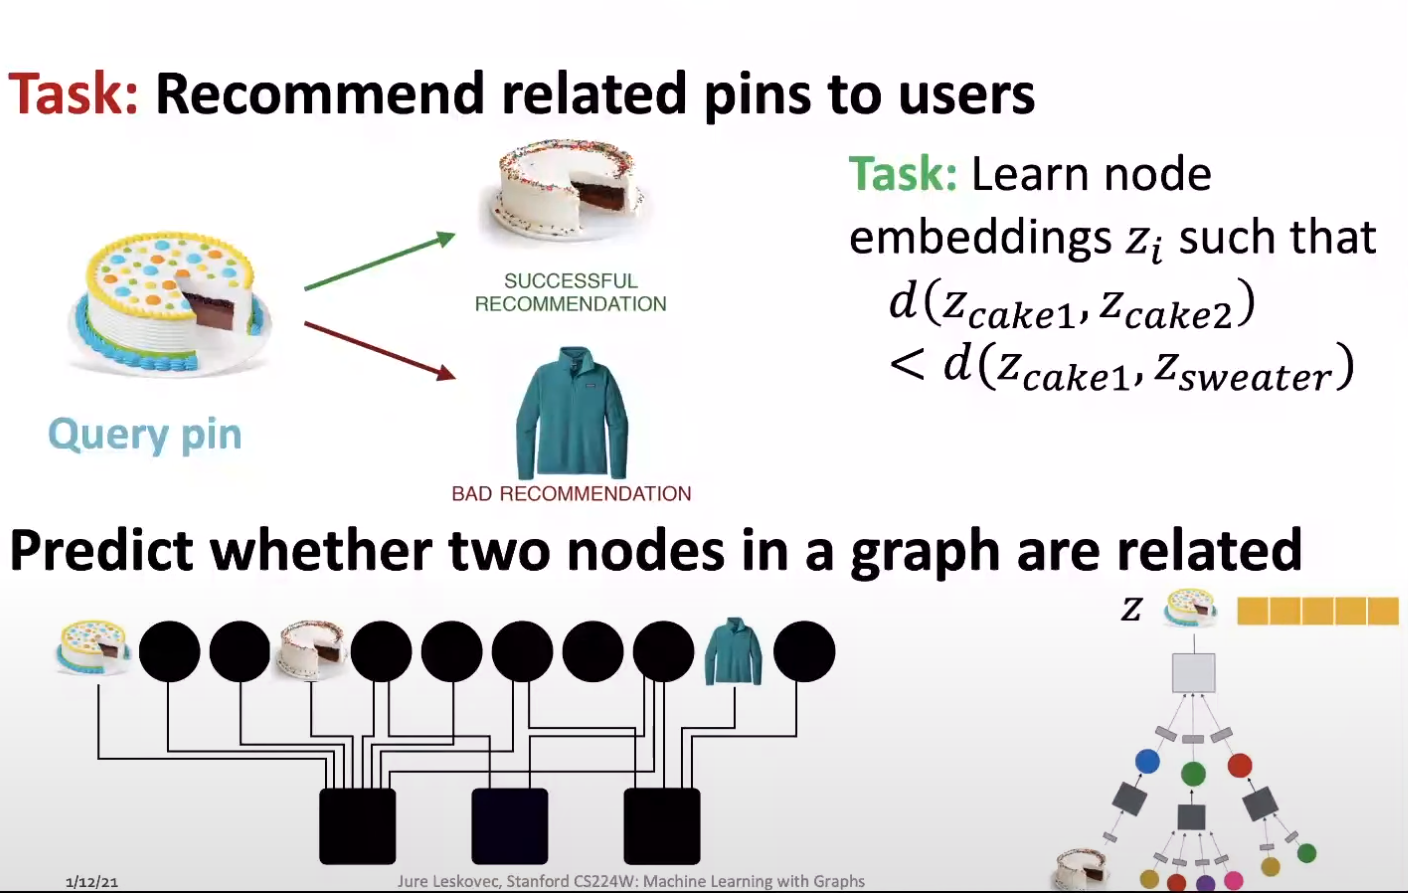 Task: Recommend related pins to users
SUCCESSFUL
RECOMMENDATION
Query pin
BAD RECOMMENDATION
Task: Learn node
embeddings z_i such that
d(z_{cake1}, z_{cake2})
< d(z_{cake1}, z_{sweater})
Predict whether two nodes in a graph are related
z
1/12/21
Jure Leskovec, Stanford CS224W: Machine Learning with Graphs